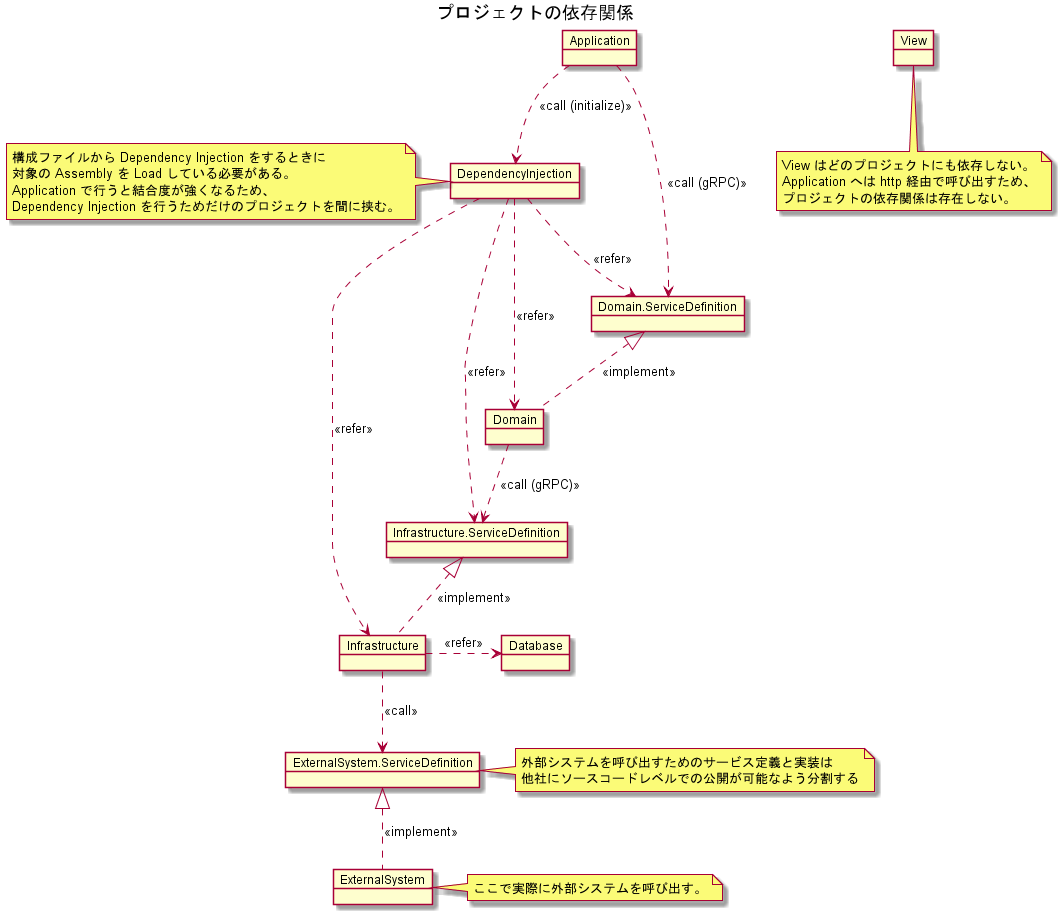 プロジェクトの依存関係
Application
View
«call (initialize)»
構成ファイルから Dependency Injection をするときに
対象の Assembly を Load している必要がある。
Application で行うと結合度が強くなるため、
Dependency Injection を行うためだけのプロジェクトを間に挟む。
DependencyInjection
«call (gRPC)»
View はどのプロジェクトにも依存しない。
Application へは http 経由で呼び出すため、
プロジェクトの依存関係は存在しない。
«refer»
Domain.ServiceDefinition
«refer»
«refer»
«implement»
Domain
«refer»
«call (gRPC)»
Infrastructure.ServiceDefinition
«implement»
Infrastructure
«refer»
Database
«call»
ExternalSystem.ServiceDefinition
外部システムを呼び出すためのサービス定義と実装は
他社にソースコードレベルでの公開が可能なよう分割する
«implement»
ExternalSystem
ここで実際に外部システムを呼び出す。